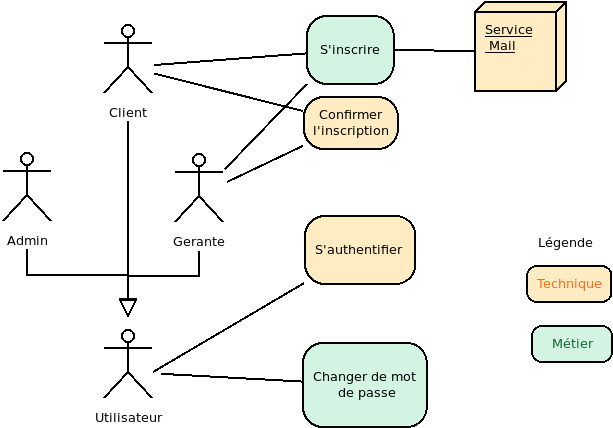 Service
Mail
S'inscrire
Client
Confirmer
l'inscription
Admin
Gerante
S'authentifier
Légende
Technique
Métier
Changer de mot
de passe
Utilisateur